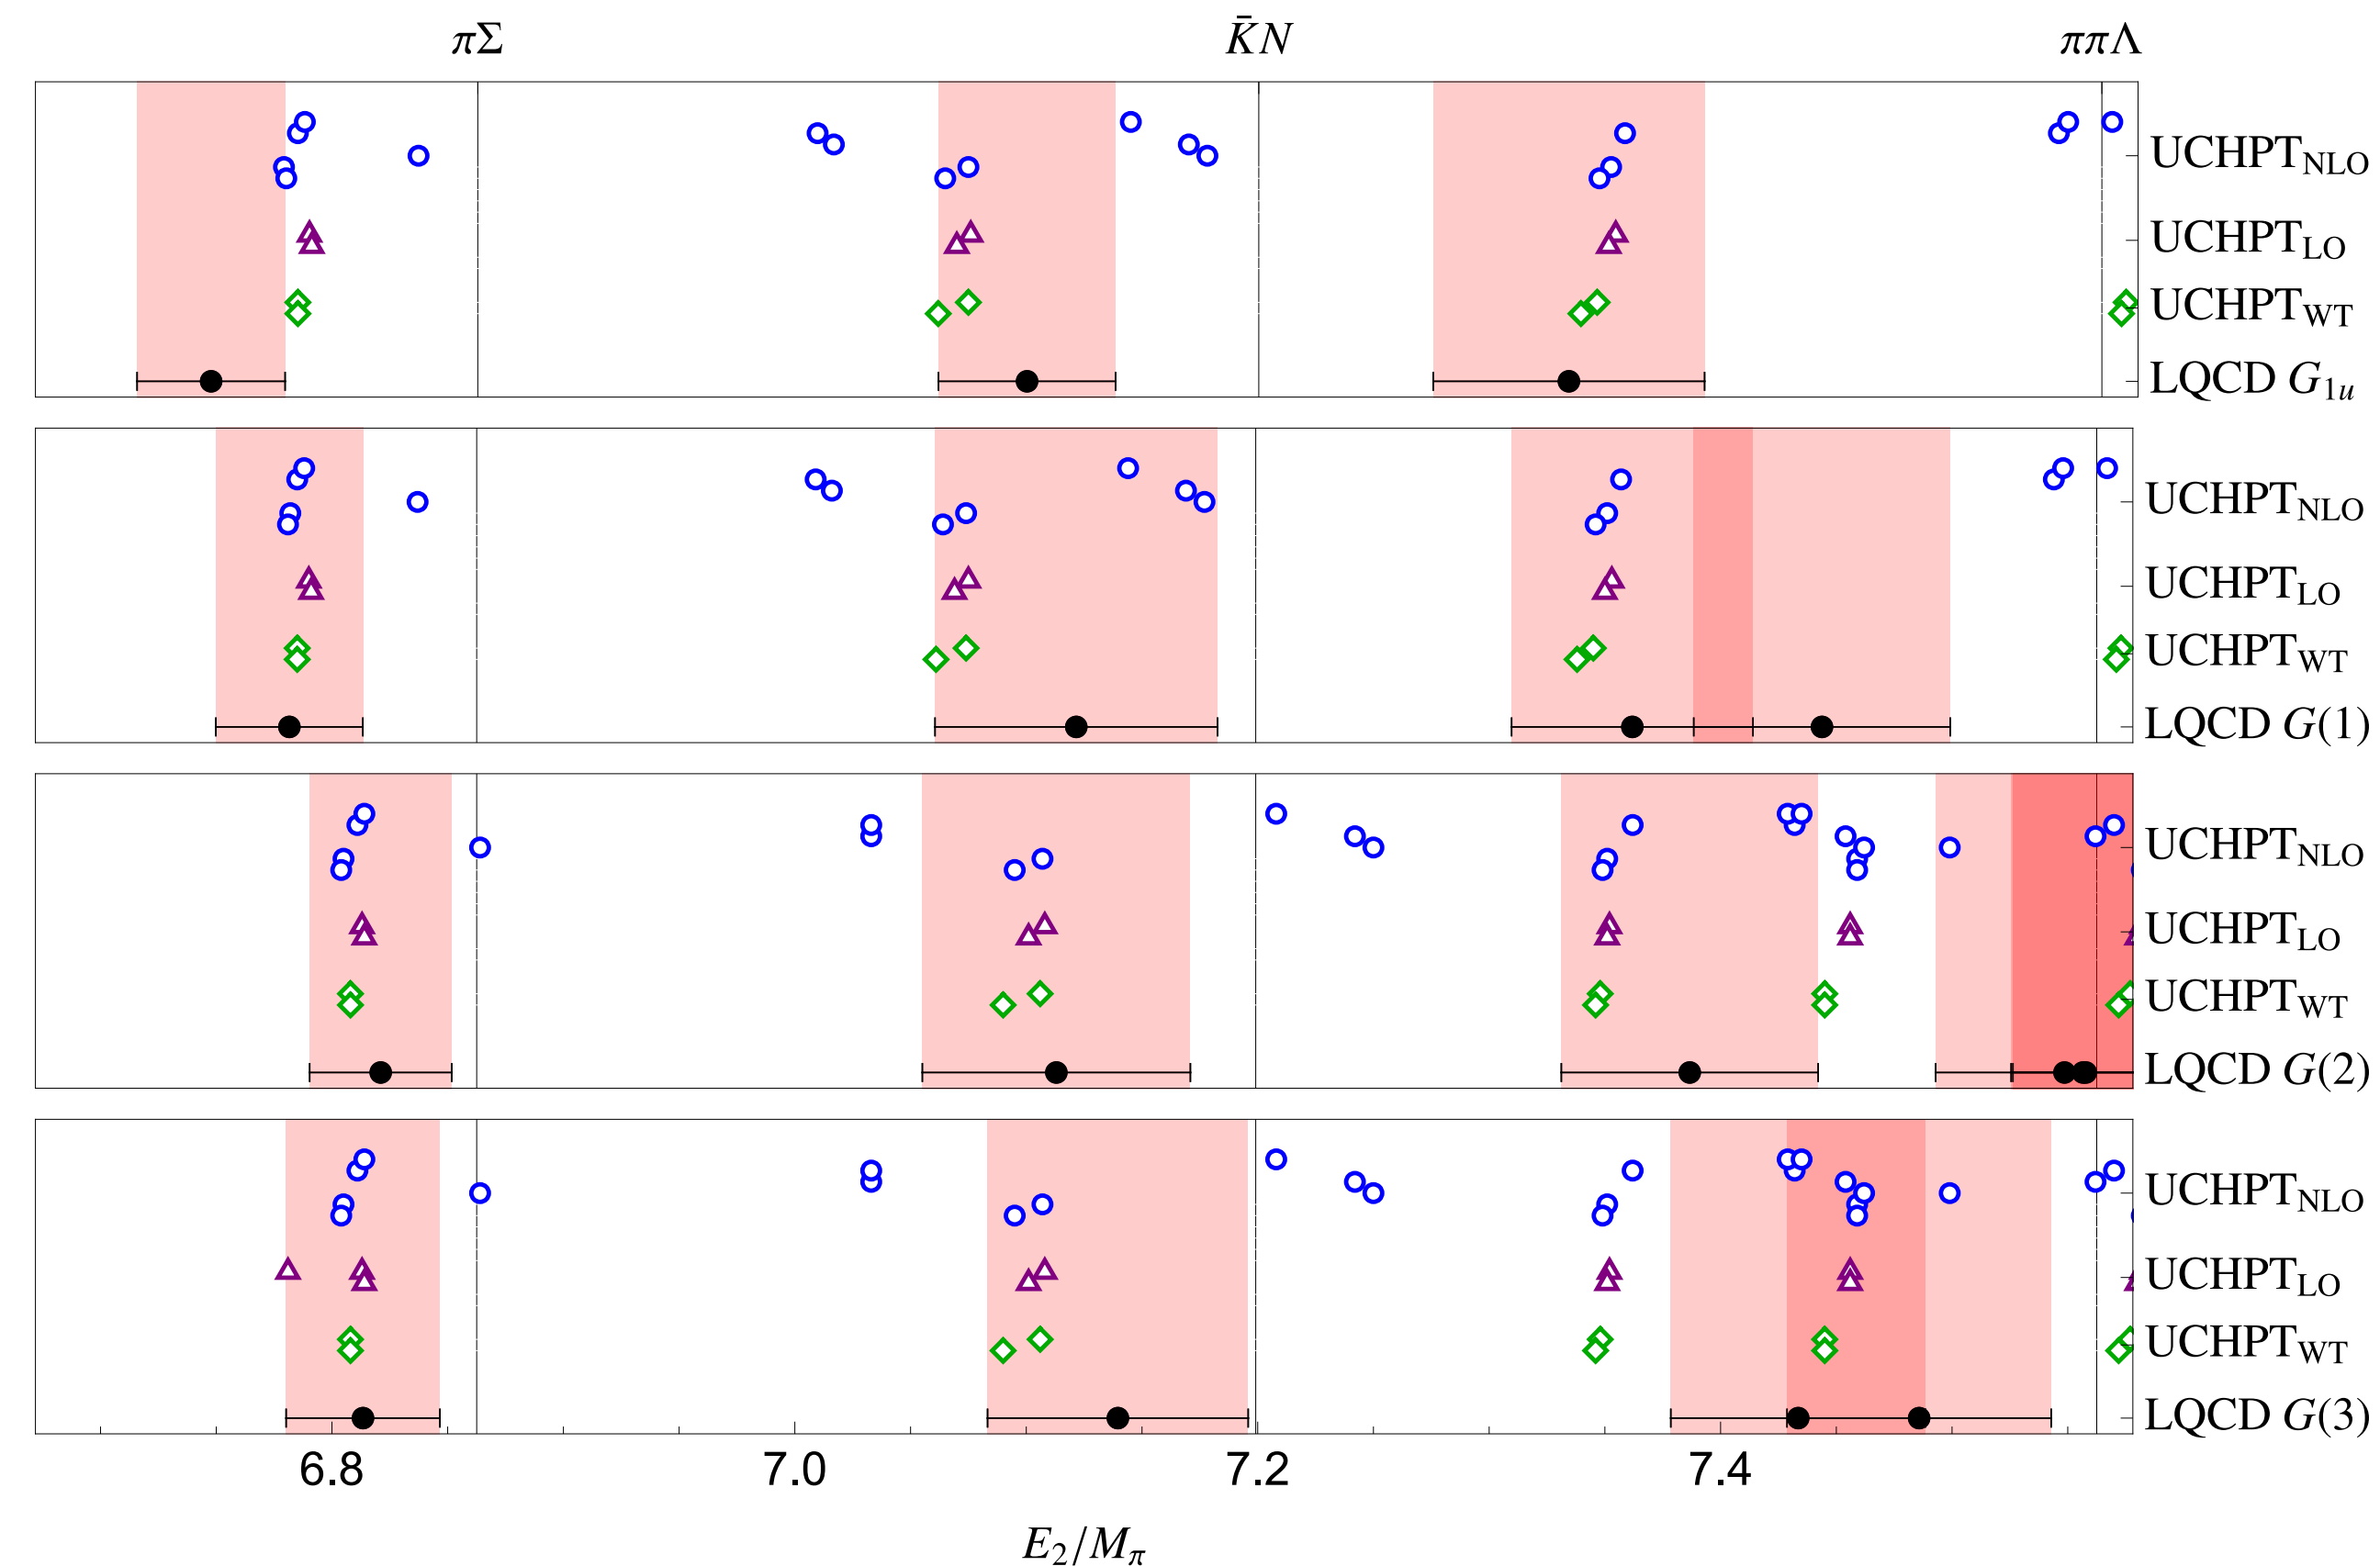 πΣ K̄N ππΛ
UCHPT_NLO
UCHPT_LO
UCHPT_WT
LQCD G_1u
UCHPT_NLO
UCHPT_LO
UCHPT_WT
LQCD G(1)
UCHPT_NLO
UCHPT_LO
UCHPT_WT
LQCD G(2)
UCHPT_NLO
UCHPT_LO
UCHPT_WT
LQCD G(3)
6.8 7.0 7.2 7.4
E_2/M_π